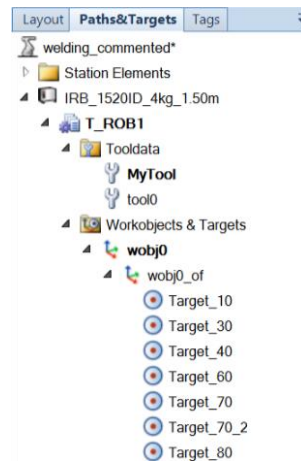 Layout Paths&Targets Tags
welding_commented*
Station Elements
IRB_1520ID_4kg_1.50m
T_ROB1
Tooldata
MyTool
tool0
Workobjects & Targets
wobj0
wobj0_of
Target_10
Target_30
Target_40
Target_60
Target_70
Target_70_2
Target_80